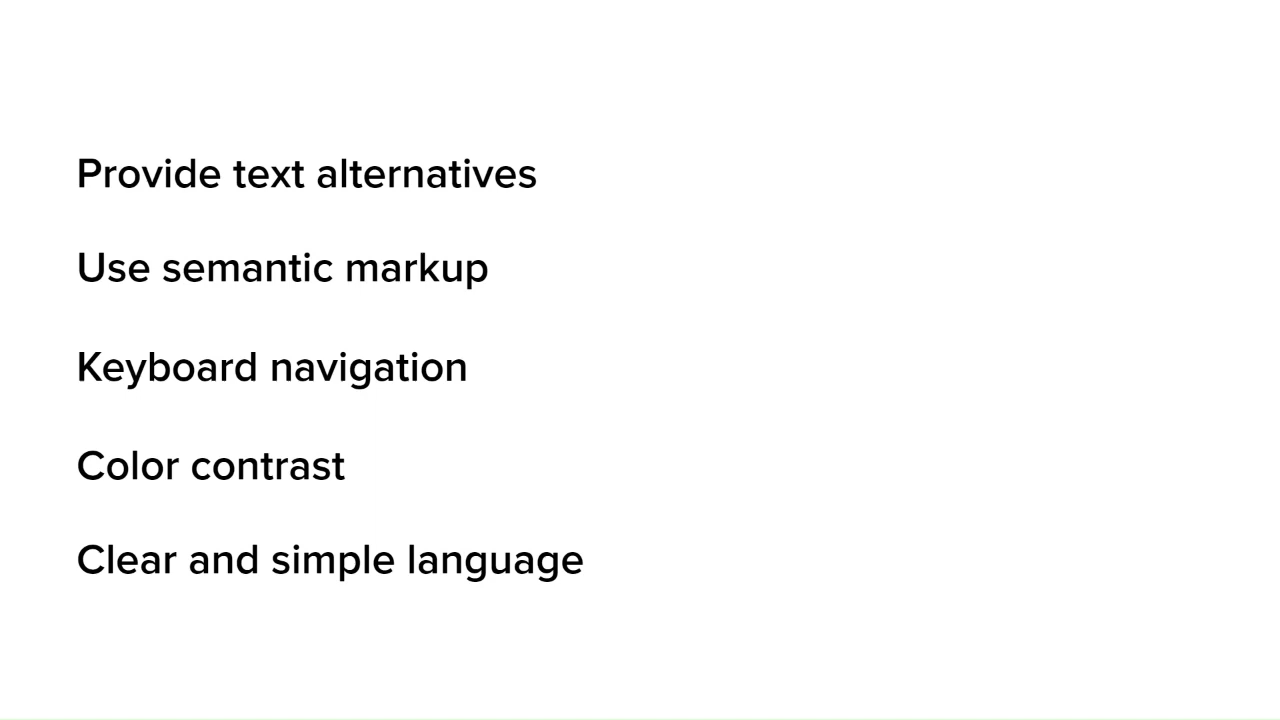 Provide text alternatives
Use semantic markup
Keyboard navigation
Color contrast
Clear and simple language